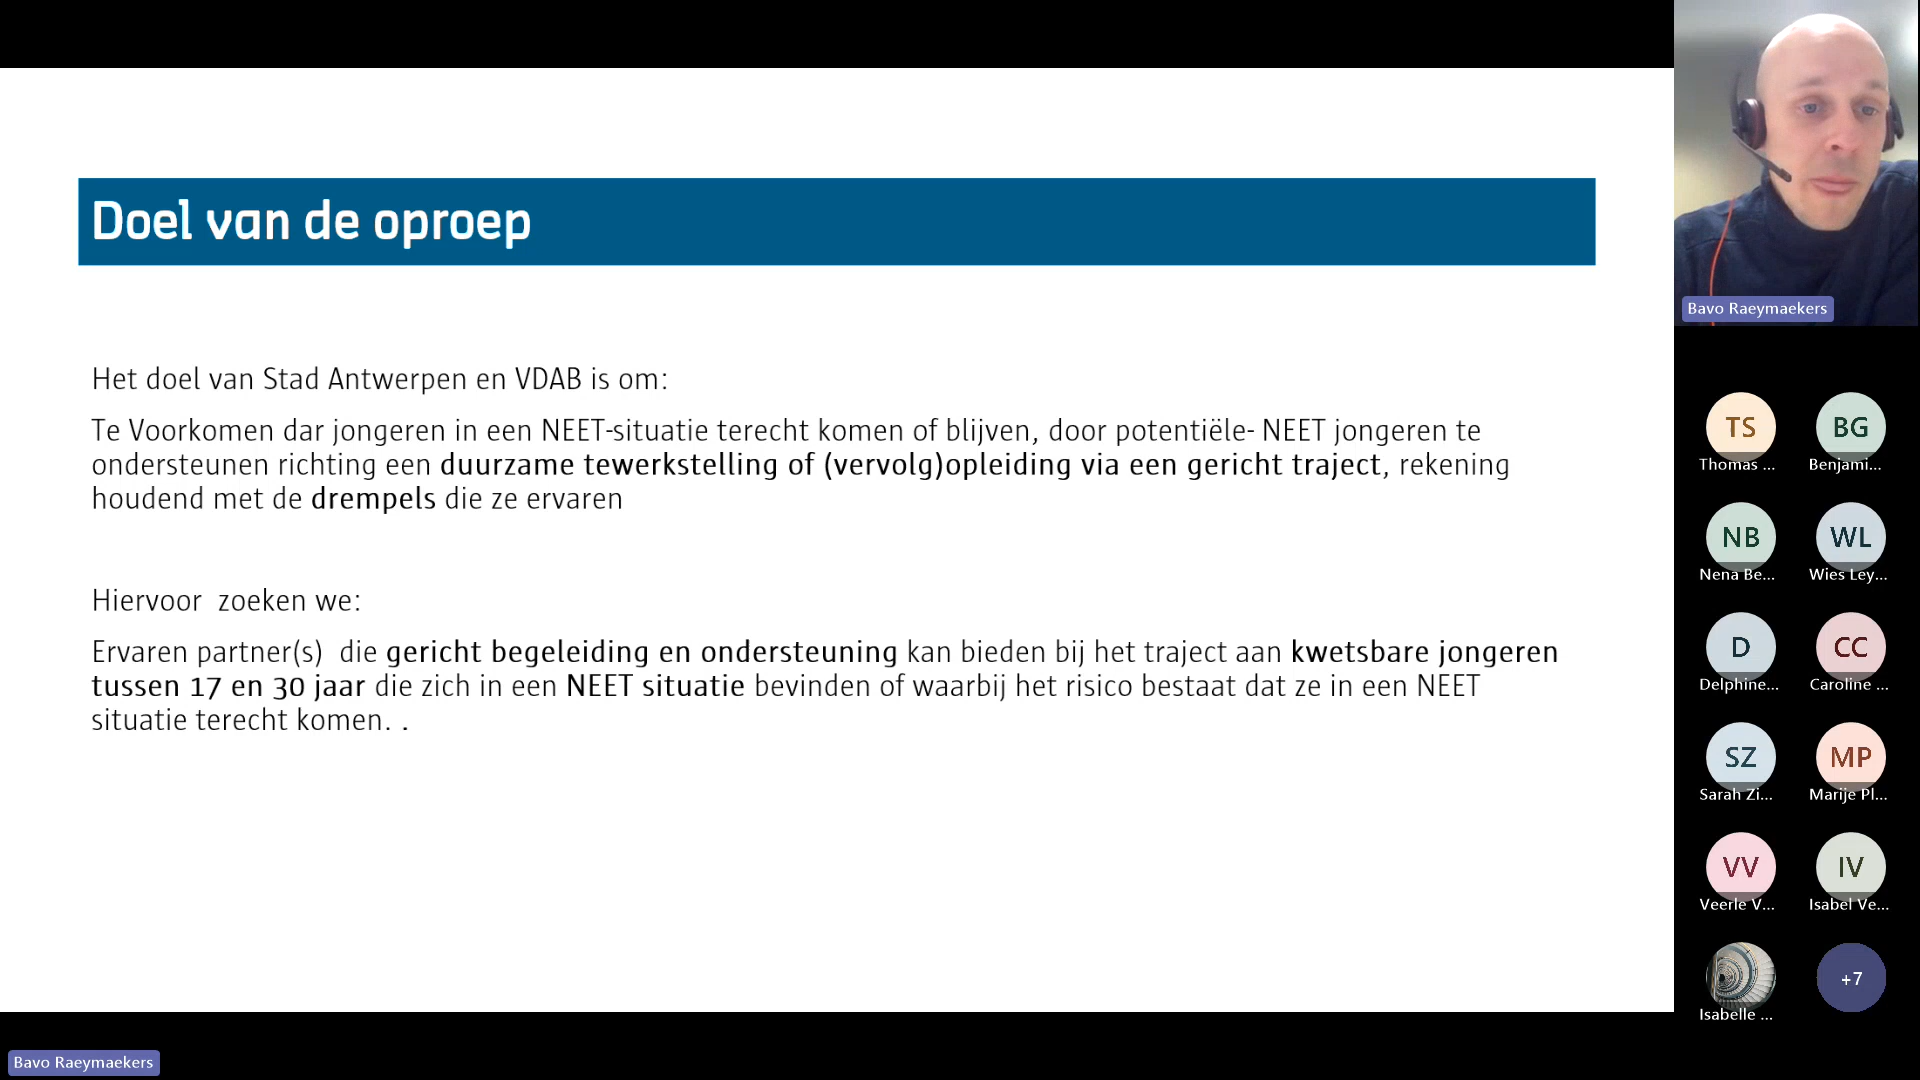 Doel van de oproep
Het doel van Stad Antwerpen en VDAB is om:
Te Voorkomen dar jongeren in een NEET-situatie terecht komen of blijven, door potentiële- NEET jongeren te
ondersteunen richting een duurzame tewerkstelling of (vervolg)opleiding via een gericht traject, rekening
houdend met de drempels die ze ervaren
Hiervoor  zoeken we:
Ervaren partner(s)  die gericht begeleiding en ondersteuning kan bieden bij het traject aan kwetsbare jongeren
tussen 17 en 30 jaar die zich in een NEET situatie bevinden of waarbij het risico bestaat dat ze in een NEET
situatie terecht komen. .
Bavo Raeymaekers
TS
Thomas ...
BG
Benjami...
NB
Nena Be...
WL
Wies Ley...
D
Delphine...
CC
Caroline ...
SZ
Sarah Zi...
MP
Marije Pl...
VV
Veerle V...
IV
Isabel Ve...
Isabelle ...
+7
Bavo Raeymaekers